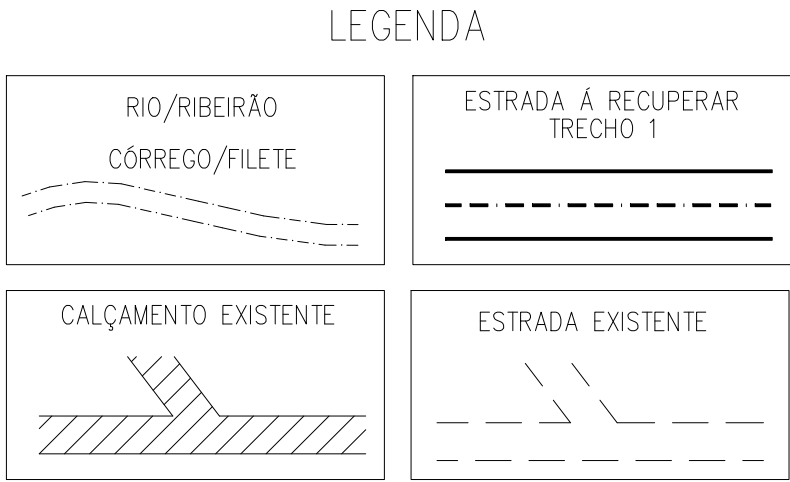 LEGENDA
RIO/RIBEIRÃO
CÓRREGO/FILETE
ESTRADA Á RECUPERAR
TRECHO 1
CALÇAMENTO EXISTENTE
ESTRADA EXISTENTE